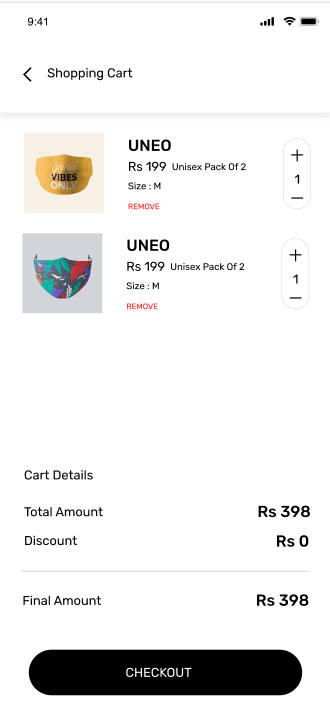 9:41
Shopping Cart
Good
VIBES
ONLY
UNEO
Rs 199 Unisex Pack Of 2
Size : M
REMOVE
+
1
—
UNEO
Rs 199 Unisex Pack Of 2
Size : M
REMOVE
+
1
—
Cart Details
Total Amount Rs 398
Discount Rs 0
Final Amount Rs 398
CHECKOUT